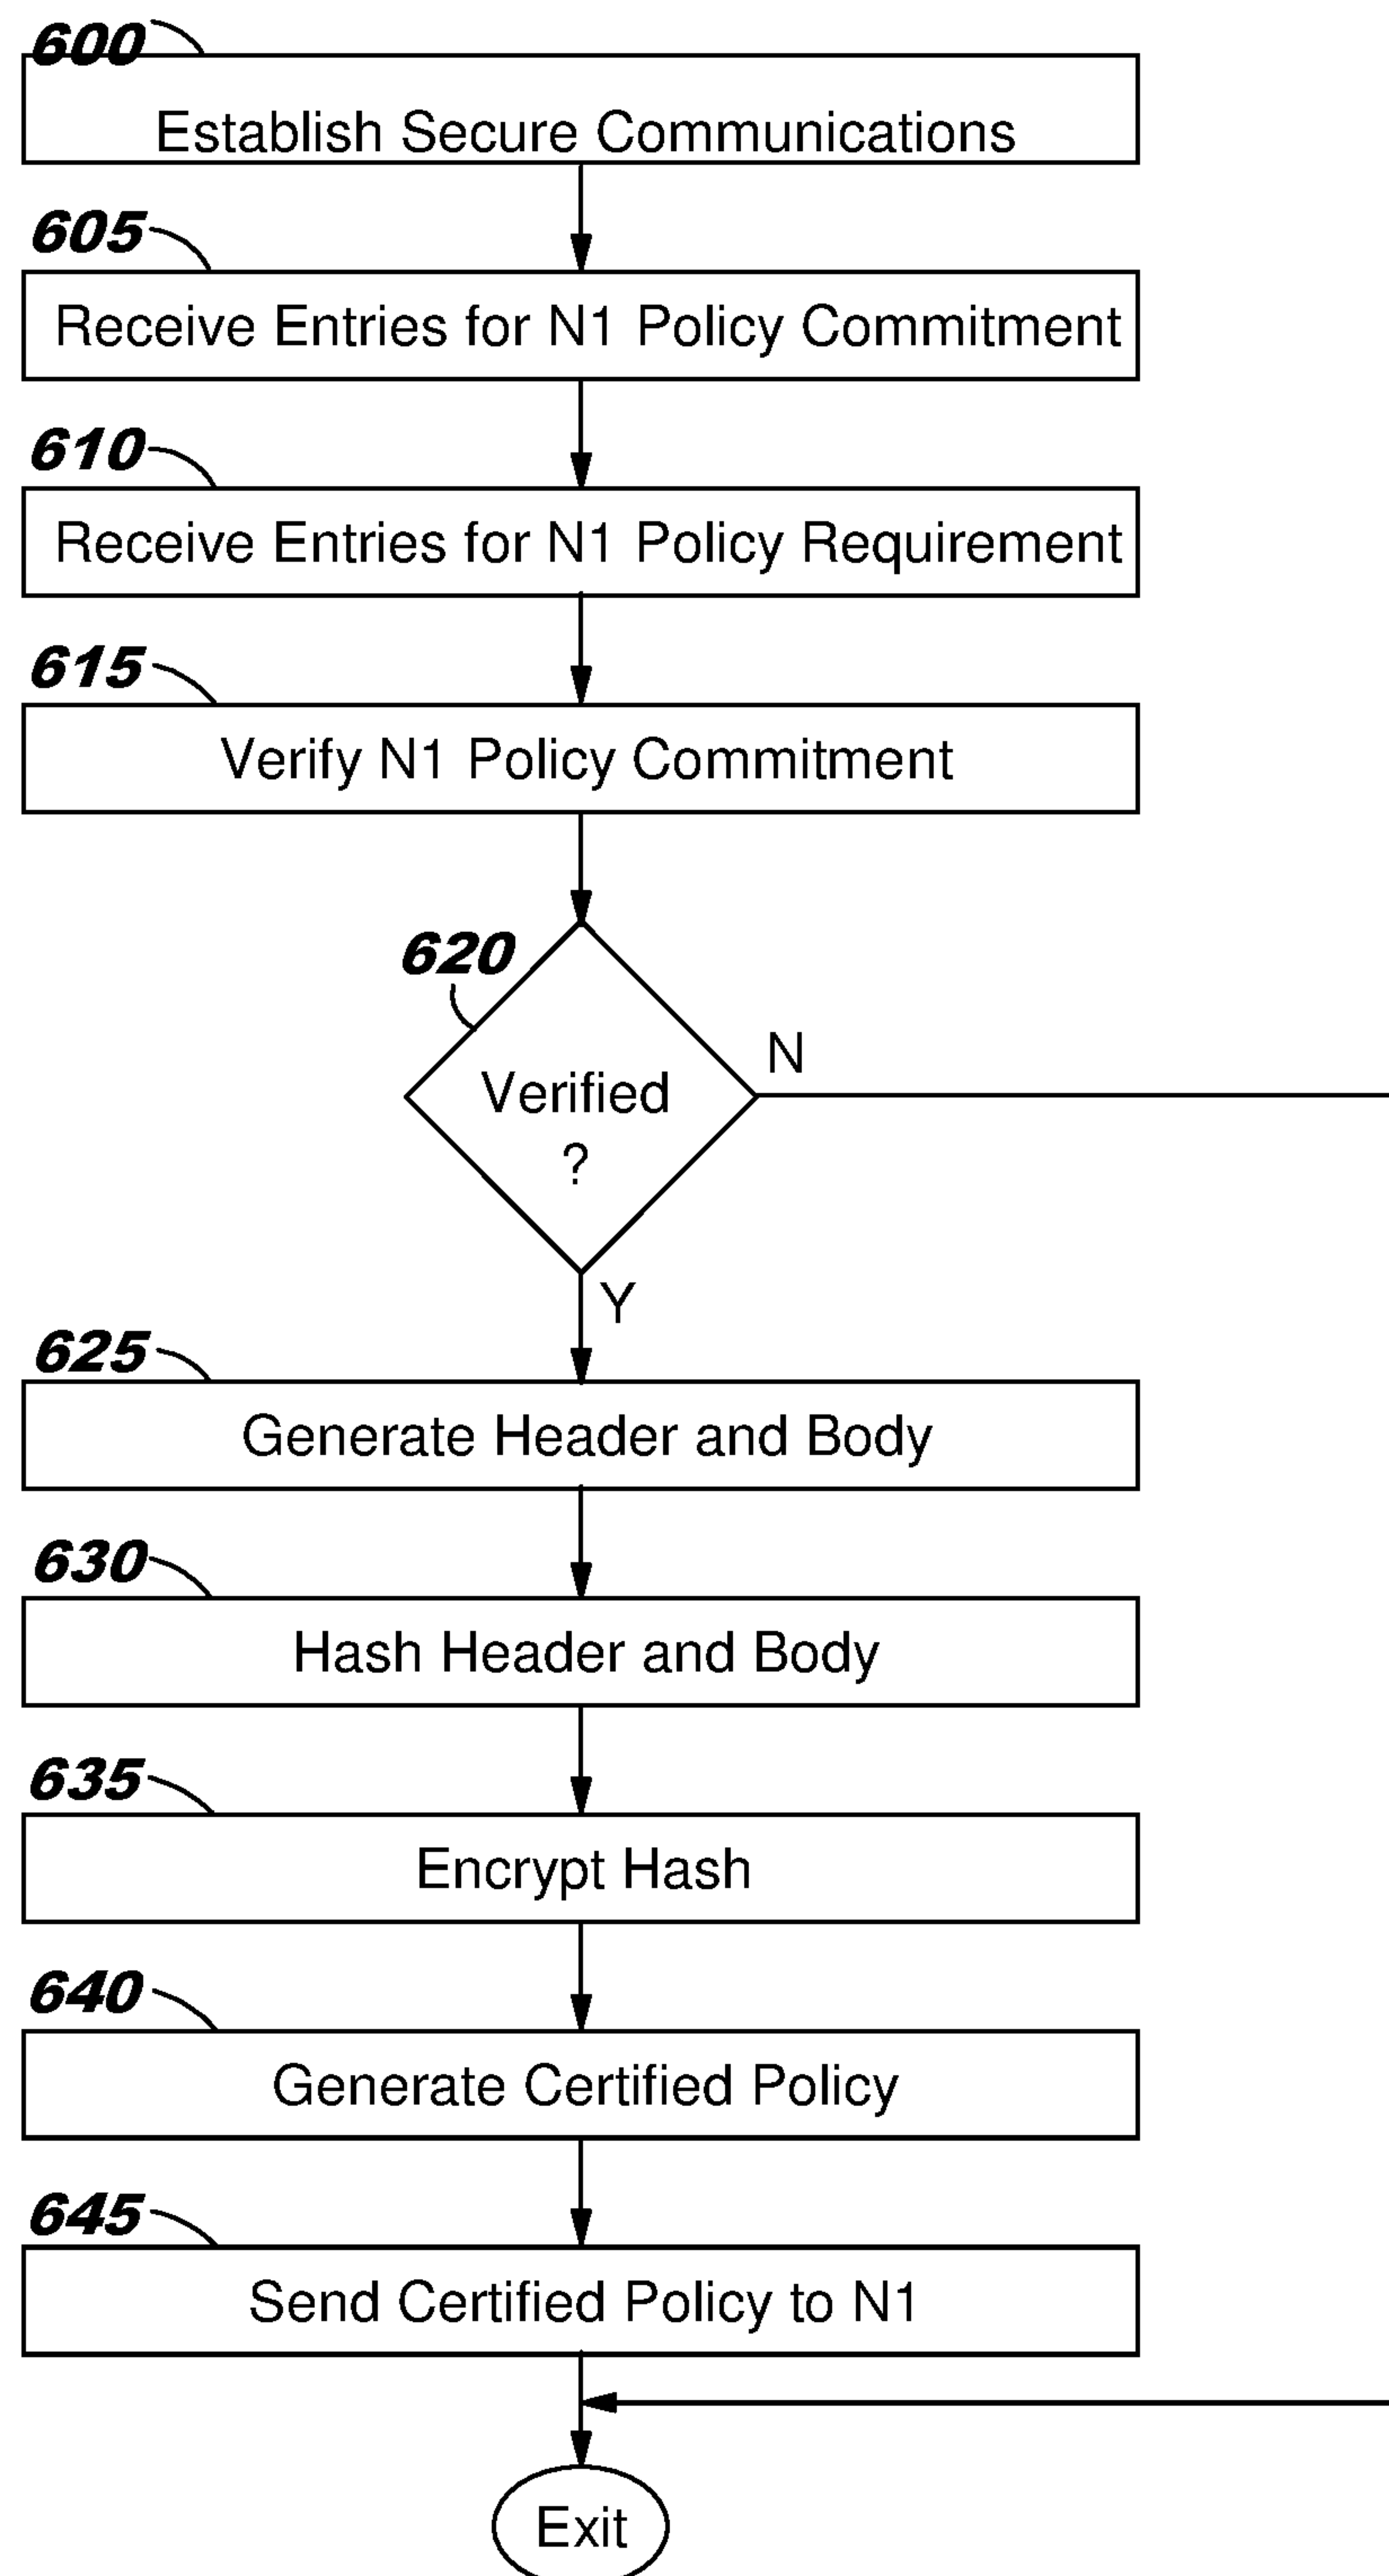 600
Establish Secure Communications
605
Receive Entries for N1 Policy Commitment
610
Receive Entries for N1 Policy Requirement
615
Verify N1 Policy Commitment
620
Verified
?
N
Y
625
Generate Header and Body
630
Hash Header and Body
635
Encrypt Hash
640
Generate Certified Policy
645
Send Certified Policy to N1
Exit